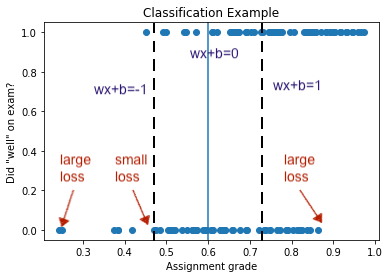 Classification Example
1.0
0.8
0.6
0.4
0.2
0.0
Did "well" on exam?
wx+b=0
wx+b=-1
wx+b=1
large
loss
small
loss
large
loss
0.3 0.4 0.5 0.6 0.7 0.8 0.9 1.0
Assignment grade